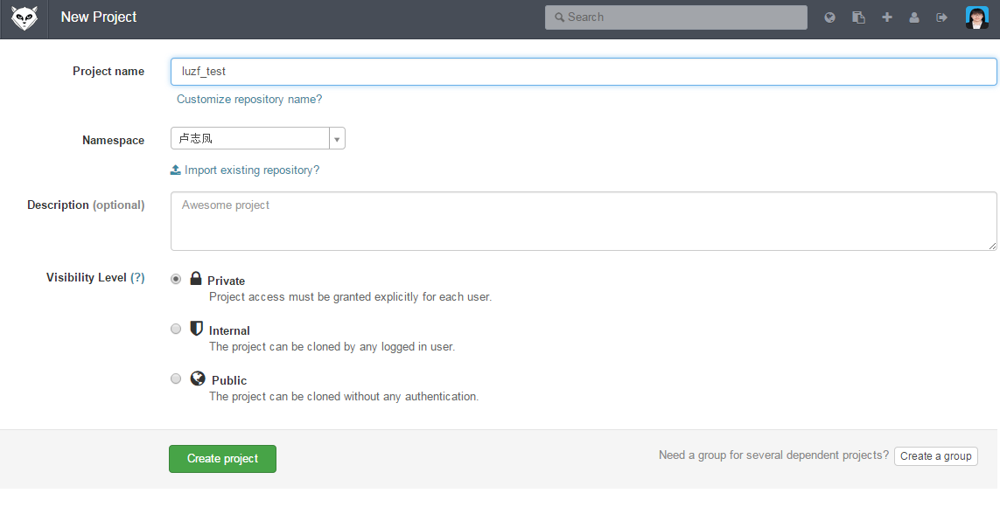 New Project
Search
Project name
luzf_test
Customize repository name?
Namespace
卢志凤
Import existing repository?
Description (optional)
Awesome project
Visibility Level (?)
Private
Project access must be granted explicitly for each user.
Internal
The project can be cloned by any logged in user.
Public
The project can be cloned without any authentication.
Create project
Need a group for several dependent projects?
Create a group